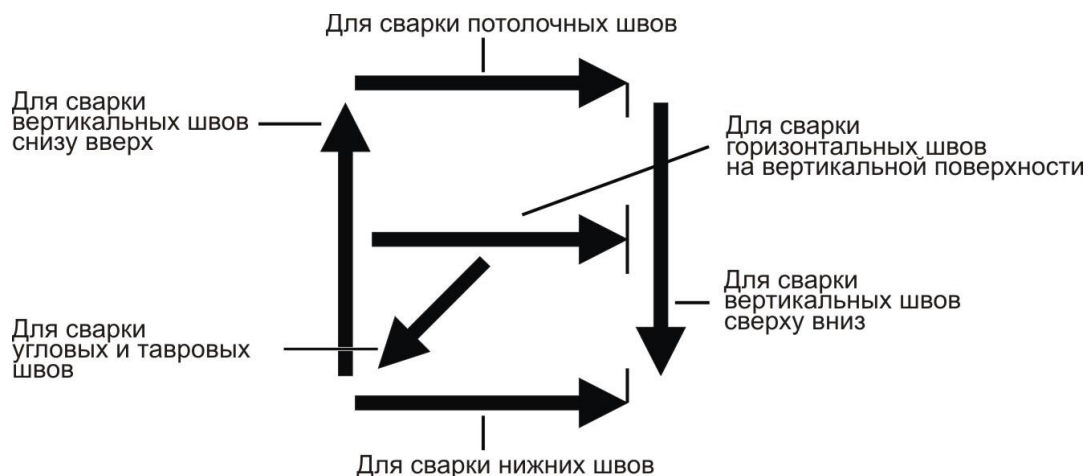 Для сварки потолочных швов
Для сварки
вертикальных швов
снизу вверх
Для сварки
горизонтальных швов
на вертикальной поверхности
Для сварки
вертикальных швов
сверху вниз
Для сварки
угловых и тавровых
швов
Для сварки нижних швов